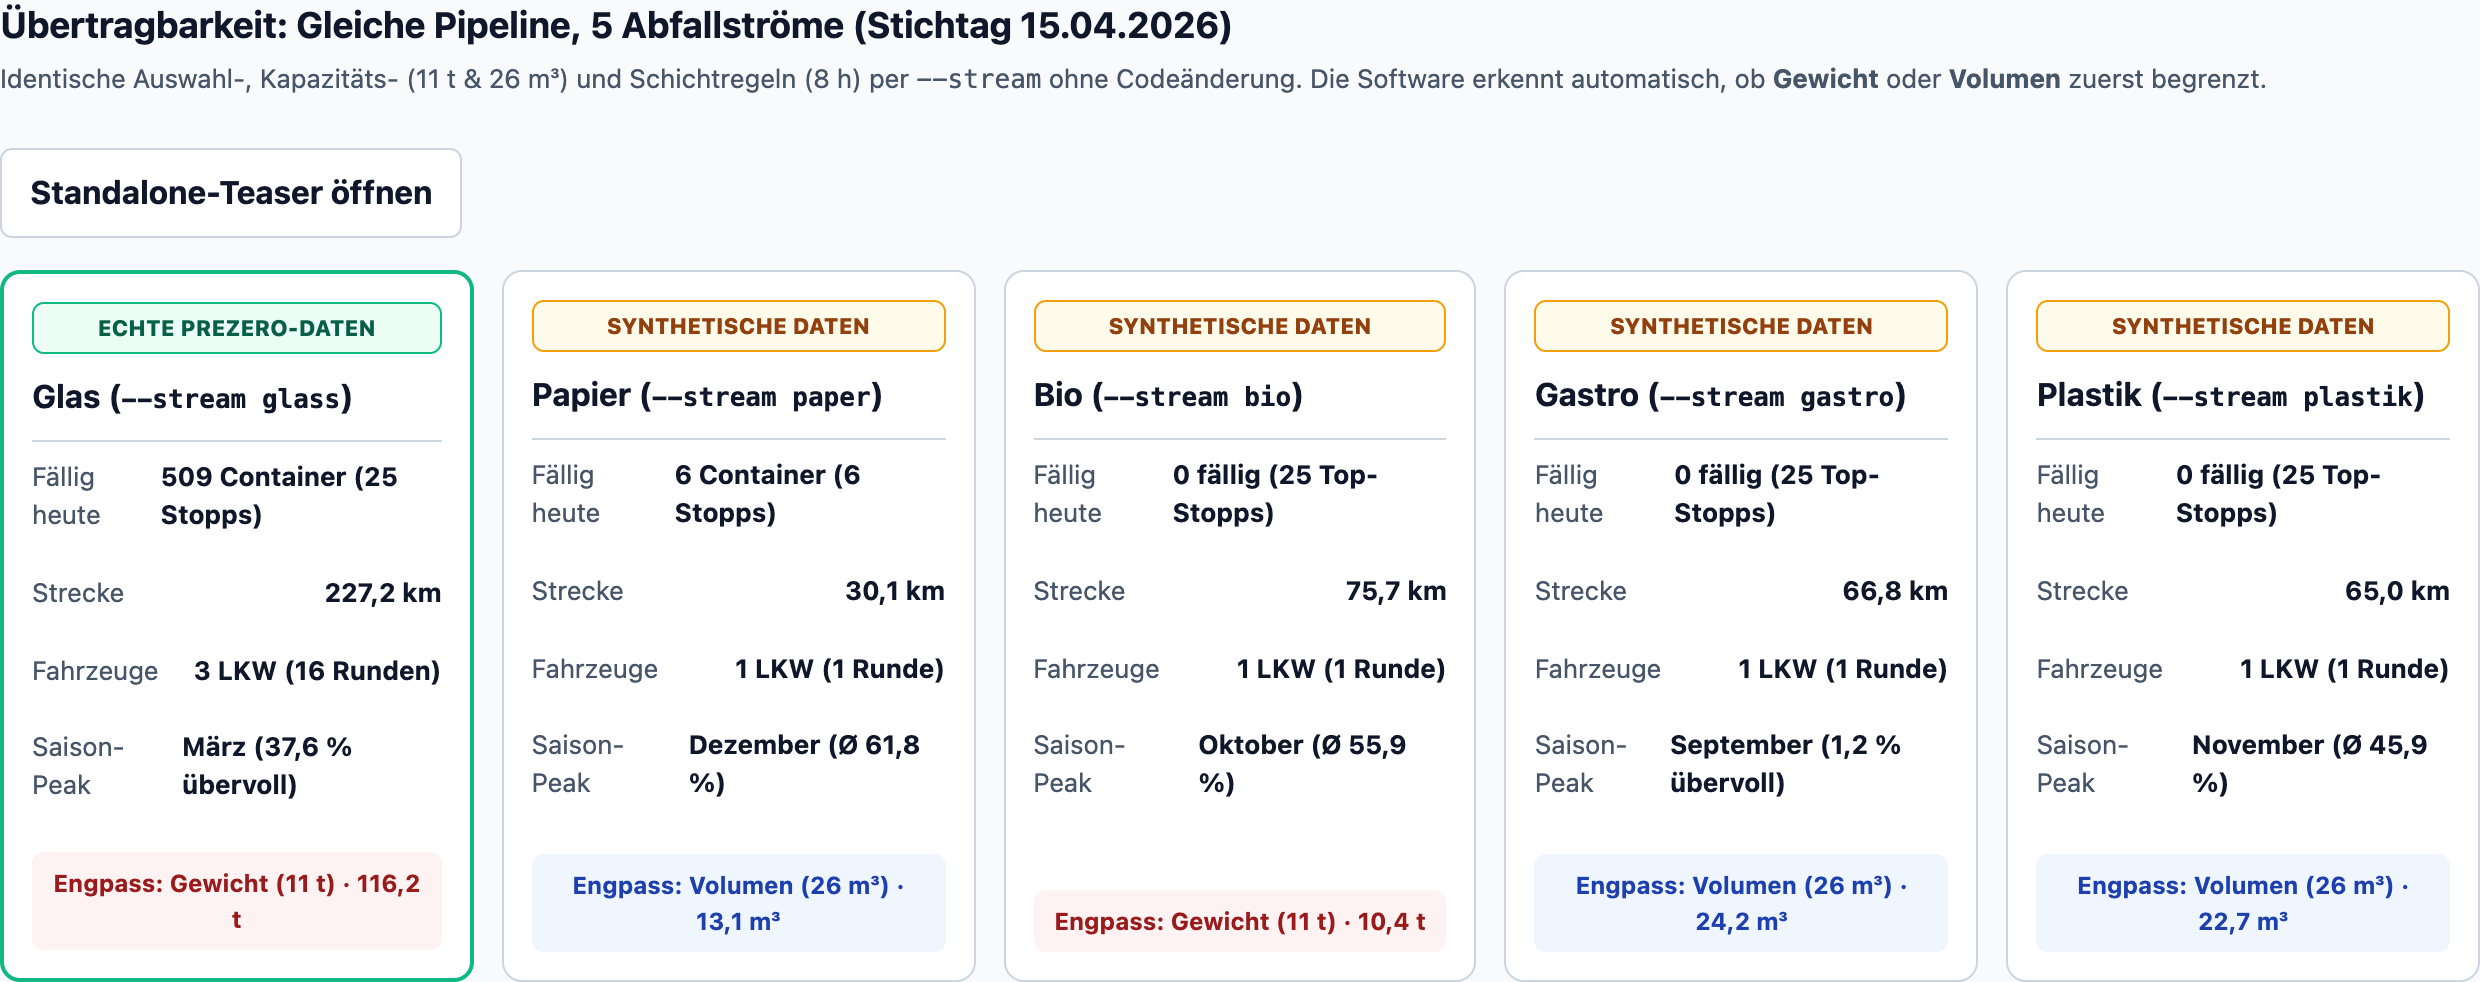 Übertragbarkeit: Gleiche Pipeline, 5 Abfallströme (Stichtag 15.04.2026)
Identische Auswahl-, Kapazitäts- (11 t & 26 m³) und Schichtregeln (8 h) per --stream ohne Codeänderung. Die Software erkennt automatisch, ob Gewicht oder Volumen zuerst begrenzt.
Standalone-Teaser öffnen
ECHTE PREZERO-DATEN
Glas (--stream glass)
Fällig heute
509 Container (25
Stopps)
Strecke 227,2 km
Fahrzeuge 3 LKW (16 Runden)
Saison-Peak
März (37,6 %
übervoll)
Engpass: Gewicht (11 t) · 116,2
t
SYNTHETISCHE DATEN
Papier (--stream paper)
Fällig heute
6 Container (6
Stopps)
Strecke 30,1 km
Fahrzeuge 1 LKW (1 Runde)
Saison-Peak
Dezember (Ø 61,8
%)
Engpass: Volumen (26 m³) ·
13,1 m³
SYNTHETISCHE DATEN
Bio (--stream bio)
Fällig heute
0 fällig (25 Top-
Stopps)
Strecke 75,7 km
Fahrzeuge 1 LKW (1 Runde)
Saison-Peak
Oktober (Ø 55,9
%)
Engpass: Gewicht (11 t) · 10,4 t
SYNTHETISCHE DATEN
Gastro (--stream gastro)
Fällig heute
0 fällig (25 Top-
Stopps)
Strecke 66,8 km
Fahrzeuge 1 LKW (1 Runde)
Saison-Peak
September (1,2 %
übervoll)
Engpass: Volumen (26 m³) ·
24,2 m³
SYNTHETISCHE DATEN
Plastik (--stream plastik)
Fällig heute
0 fällig (25 Top-
Stopps)
Strecke 65,0 km
Fahrzeuge 1 LKW (1 Runde)
Saison-Peak
November (Ø 45,9
%)
Engpass: Volumen (26 m³) ·
22,7 m³